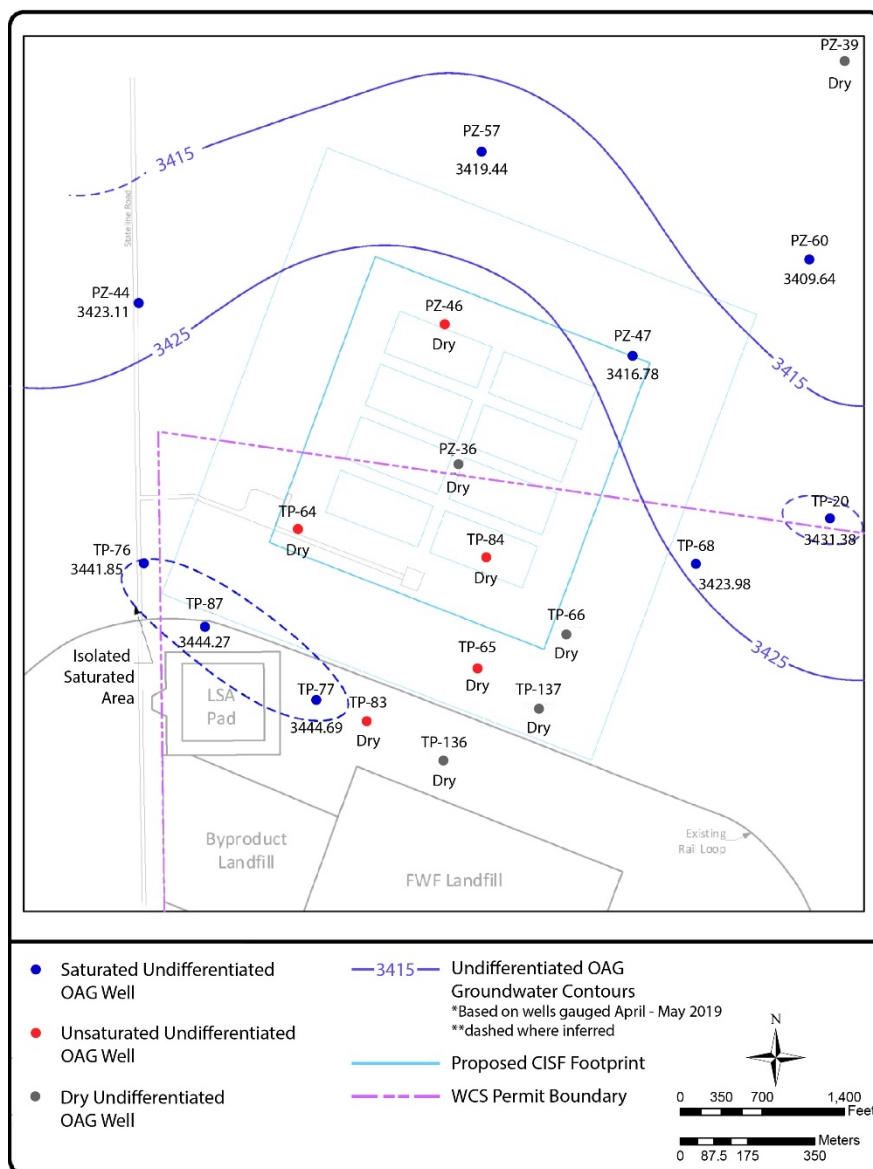 PZ-39
Dry
PZ-57
3419.44
3415
State line Road
PZ-60
3409.64
PZ-44
3423.11
PZ-46
Dry
3425
PZ-47
3416.78
3415
PZ-36
Dry
TP-64
Dry
TP-84
Dry
TP-20
3431.38
TP-76
3441.85
TP-68
3423.98
TP-87
3444.27
TP-66
Dry
Isolated
Saturated
Area
TP-65
Dry
3425
LSA
Pad
TP-77
3444.69
TP-83
Dry
TP-137
Dry
TP-136
Dry
Byproduct
Landfill
FWF Landfill
Existing
Rail Loop
Saturated Undifferentiated
OAG Well
Unsaturated Undifferentiated
OAG Well
Dry Undifferentiated
OAG Well
3415
Undifferentiated OAG
Groundwater Contours
*Based on wells gauged April - May 2019
**dashed where inferred
Proposed CISF Footprint
WCS Permit Boundary
N
0 350 700 1,400
Feet
Meters
0 87.5 175 350